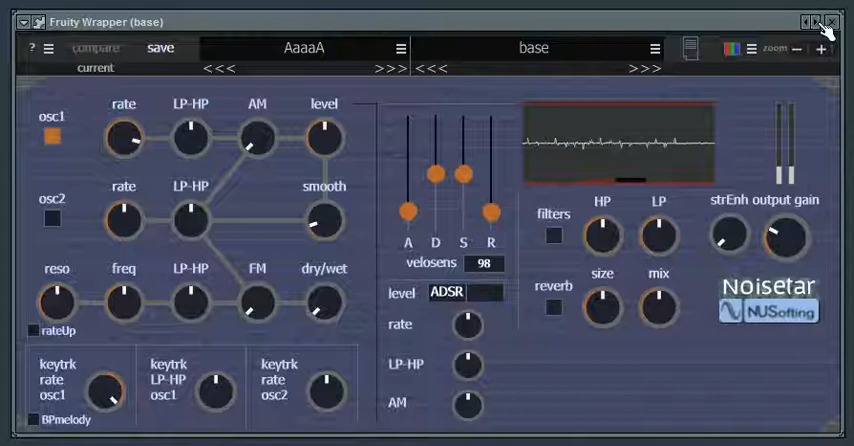 Fruity Wrapper (base)
? compare save AaaaA base zoom − +
current <<< >>> <<< >>>
rate LP-HP AM level
osc1
rate LP-HP smooth
osc2
reso freq LP-HP FM dry/wet
rateUp
keytrk rate osc1
keytrk LP-HP osc1
keytrk rate osc2
BPmelody
A D S R
velosens 98
level ADSR
rate
LP-HP
AM
HP LP strEnh output gain
filters
size mix
reverb
Noisetar
NUSofting